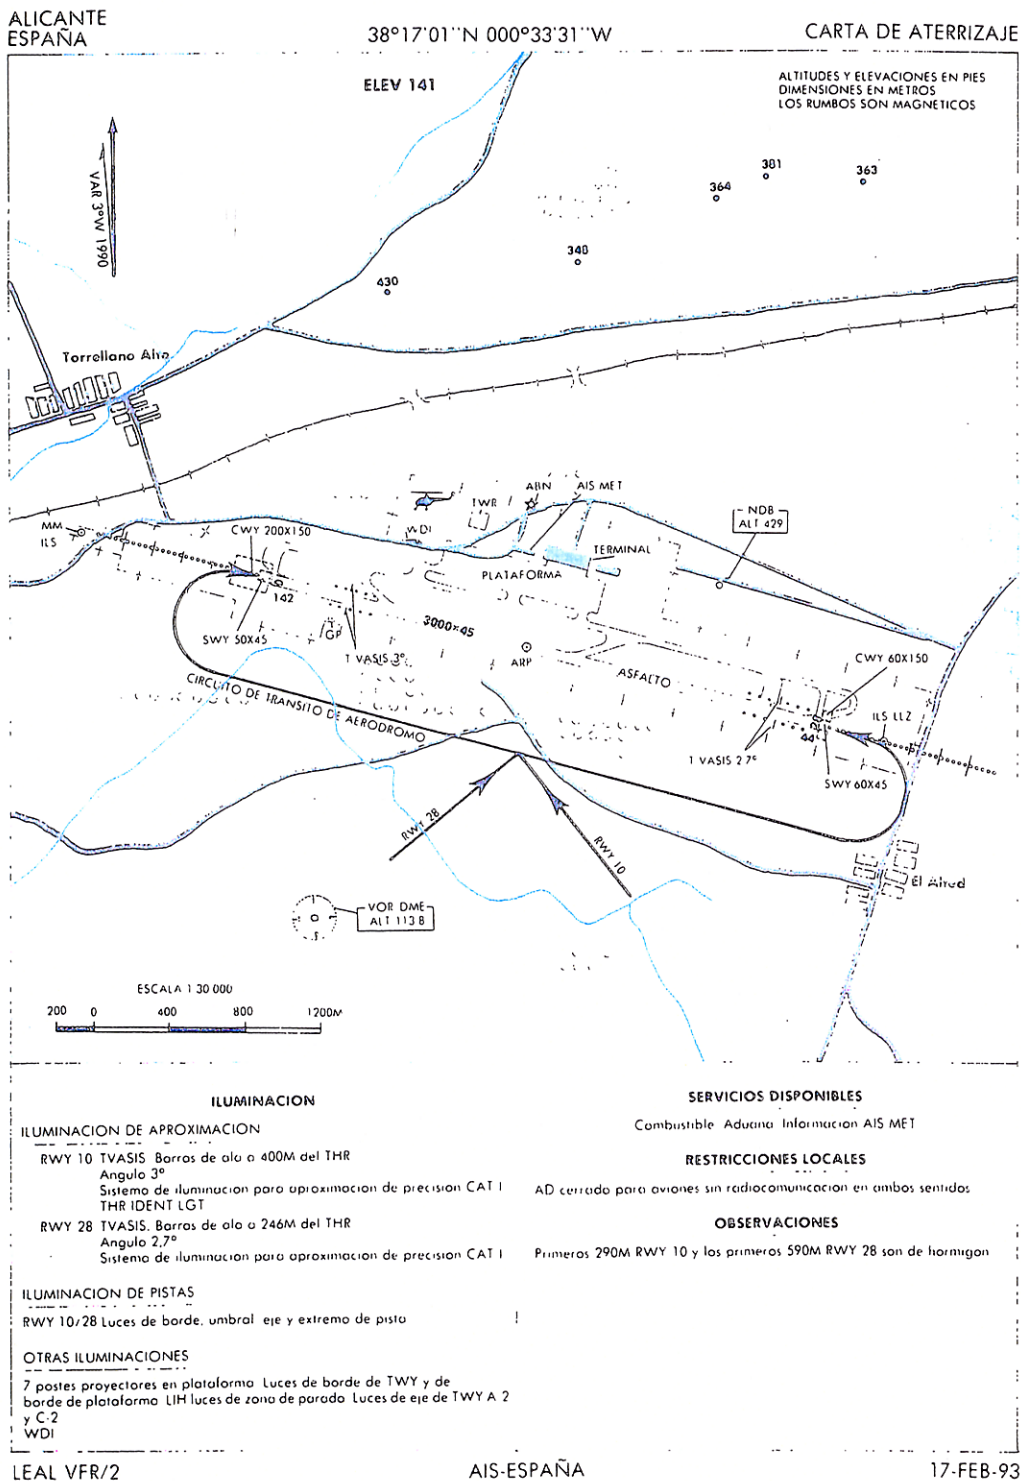 ALICANTE
ESPAÑA
38°17'01''N 000°33'31''W
CARTA DE ATERRIZAJE
ELEV 141
ALTITUDES Y ELEVACIONES EN PIES
DIMENSIONES EN METROS
LOS RUMBOS SON MAGNETICOS
VAR 3ºW 1990
381
363
364
340
430
Torrellano Alto
ABN
AIS MET
TWR
WDI
NDB
ALT 429
MM
ILS
CWY 200X150
TERMINAL
PLATAFORMA
142
3000×45
SWY 50X45
GP
T VASIS 3º
ARP
ASFALTO
CWY 60X150
CIRCUITO DE TRANSITO DE AERODROMO
ILS LLZ
44
T VASIS 2 7º
SWY 60X45
RWY 28
RWY 10
El Altred
VOR DME
ALT 113 8
ESCALA 1 30 000
200 0 400 800 1200M
ILUMINACION
ILUMINACION DE APROXIMACION
RWY 10 TVASIS Barras de ala a 400M del THR
Angulo 3º
Sistema de iluminacion para aproximacion de precision CAT I
THR IDENT LGT
RWY 28 TVASIS. Barras de ala a 246M del THR
Angulo 2,7º
Sistema de iluminacion para aproximacion de precision CAT I
ILUMINACION DE PISTAS
RWY 10/28 Luces de borde, umbral eje y extremo de pista
OTRAS ILUMINACIONES
7 postes proyectores en plataforma Luces de borde de TWY y de
borde de plataforma LIH luces de zona de parada Luces de eje de TWY A 2
y C-2
WDI
SERVICIOS DISPONIBLES
Combustible Aduana Informacion AIS MET
RESTRICCIONES LOCALES
AD cerrado para aviones sin radiocomunicacion en ambos sentidos
OBSERVACIONES
Primeros 290M RWY 10 y los primeros 590M RWY 28 son de hormigon
LEAL VFR/2
AIS-ESPAÑA
17-FEB-93